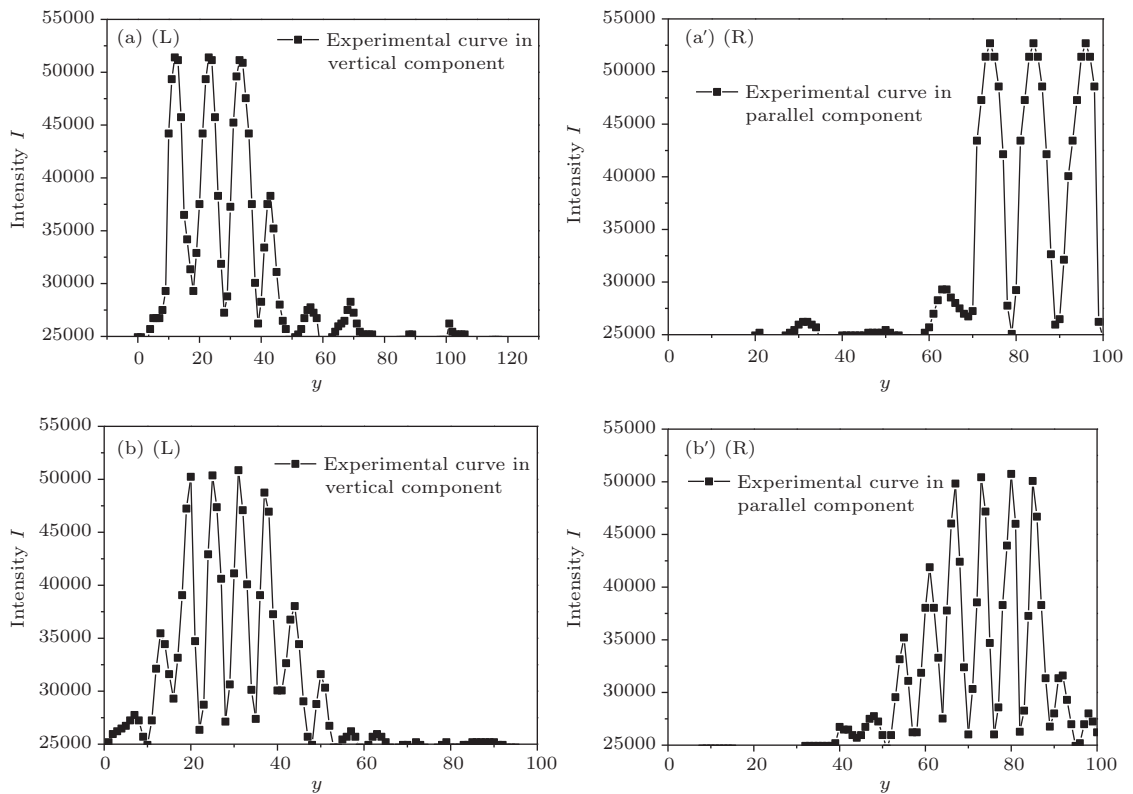 55000
50000
45000
40000
35000
30000
25000
Intensity I
(a) (L)
Experimental curve in
vertical component
0 20 40 60 80 100 120
y
55000
50000
45000
40000
35000
30000
25000
Intensity I
(a′) (R)
Experimental curve in
parallel component
0 20 40 60 80 100
y
55000
50000
45000
40000
35000
30000
25000
Intensity I
(b) (L)
Experimental curve in
vertical component
0 20 40 60 80 100
y
55000
50000
45000
40000
35000
30000
25000
Intensity I
(b′) (R)
Experimental curve in
parallel component
0 20 40 60 80 100
y